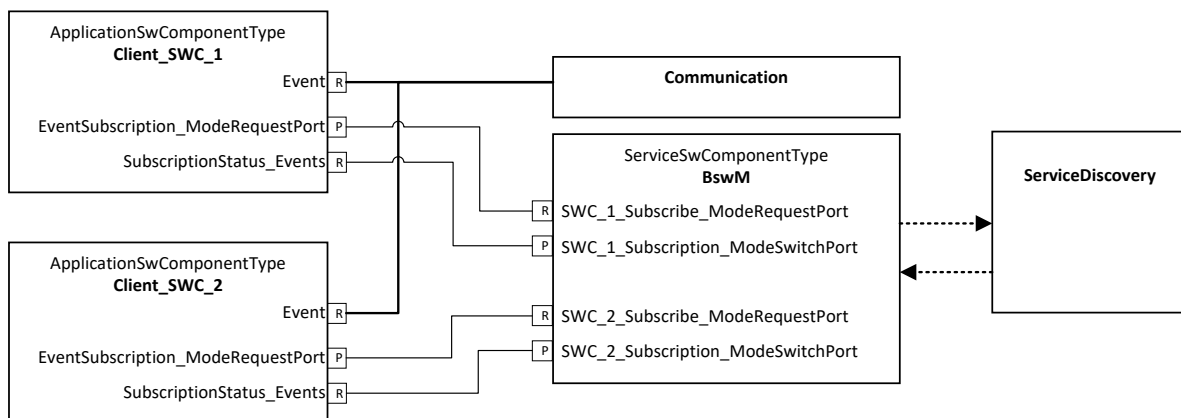 ApplicationSwComponentType
Client_SWC_1
Event
R
EventSubscription_ModeRequestPort
P
SubscriptionStatus_Events
R
ApplicationSwComponentType
Client_SWC_2
Event
R
EventSubscription_ModeRequestPort
P
SubscriptionStatus_Events
R
Communication
ServiceSwComponentType
BswM
R
SWC_1_Subscribe_ModeRequestPort
P
SWC_1_Subscription_ModeSwitchPort
R
SWC_2_Subscribe_ModeRequestPort
P
SWC_2_Subscription_ModeSwitchPort
ServiceDiscovery